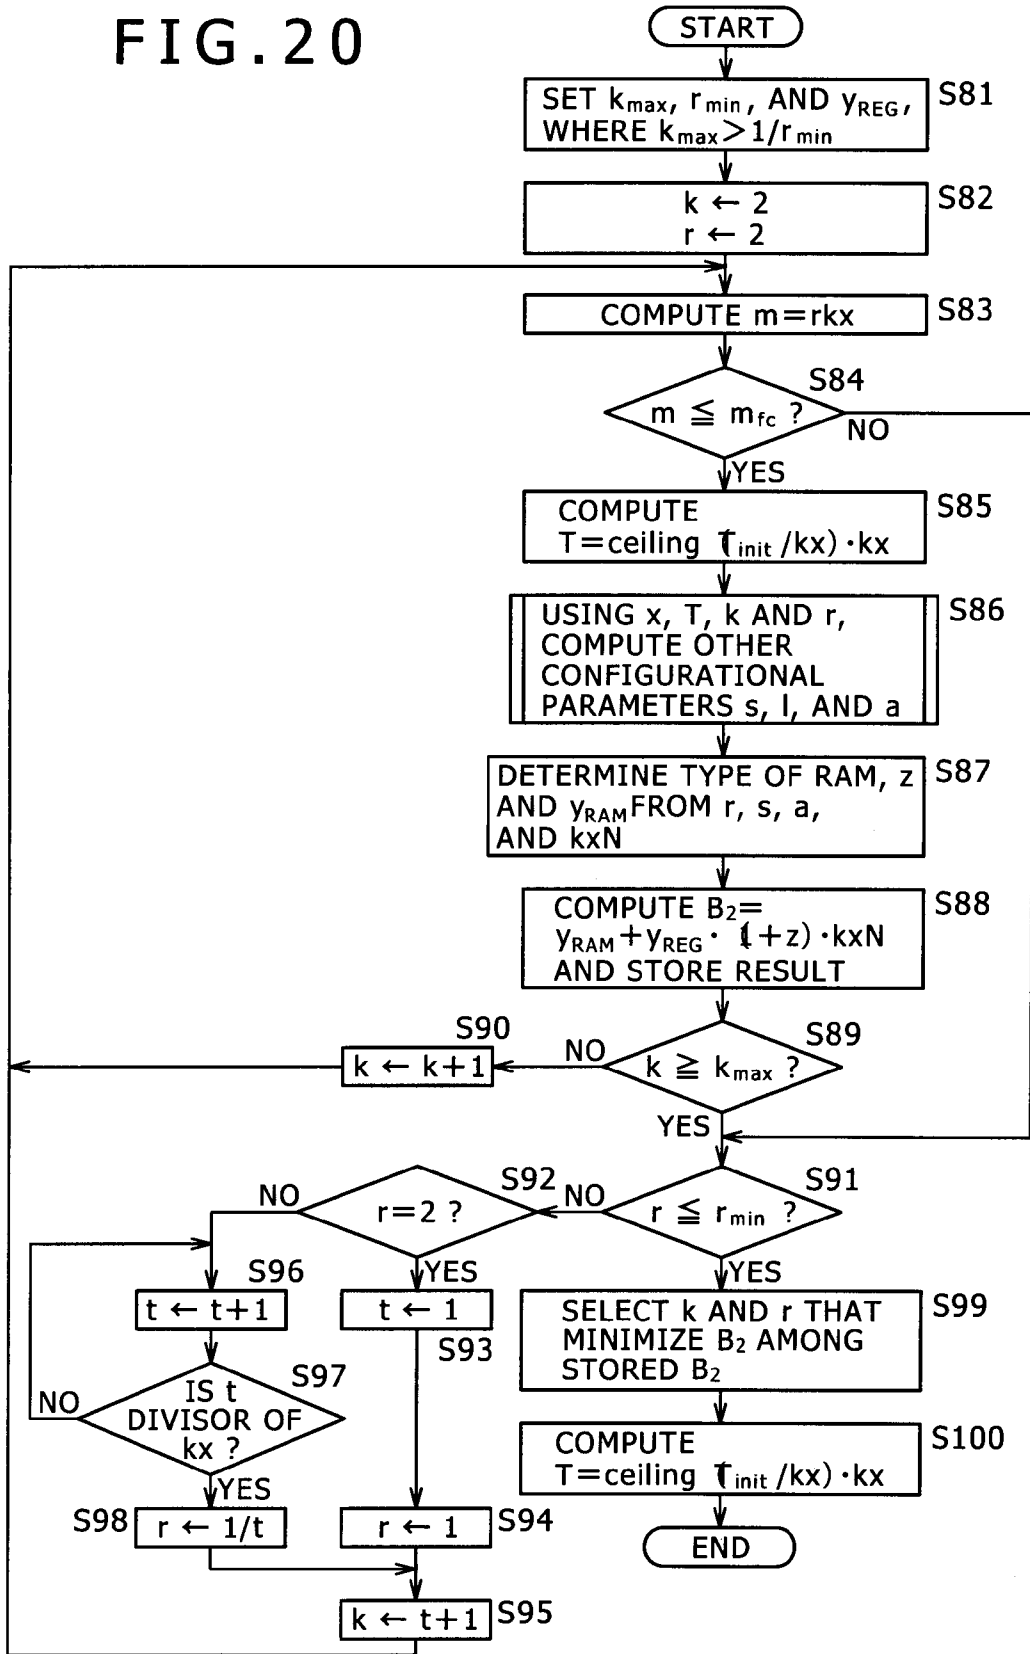 FIG.20
START
SET kmax, rmin, AND yREG,
WHERE kmax>1/rmin
S81
k ← 2
r ← 2
S82
COMPUTE m=rkx
S83
m ≦ mfc ?
S84
NO
YES
COMPUTE
T=ceiling (Tinit/kx)·kx
S85
USING x, T, k AND r,
COMPUTE OTHER
CONFIGURATIONAL
PARAMETERS s, l, AND a
S86
DETERMINE TYPE OF RAM, z
AND yRAM FROM r, s, a,
AND kxN
S87
COMPUTE B2=
yRAM+yREG·(1+z)·kxN
AND STORE RESULT
S88
k ≧ kmax ?
S89
NO
YES
k ← k+1
S90
r ≦ rmin ?
S91
NO
YES
r=2 ?
S92
NO
YES
t ← 1
S93
r ← 1
S94
k ← t+1
S95
t ← t+1
S96
IS t
DIVISOR OF
kx ?
S97
NO
YES
r ← 1/t
S98
SELECT k AND r THAT
MINIMIZE B2 AMONG
STORED B2
S99
COMPUTE
T=ceiling (Tinit/kx)·kx
S100
END